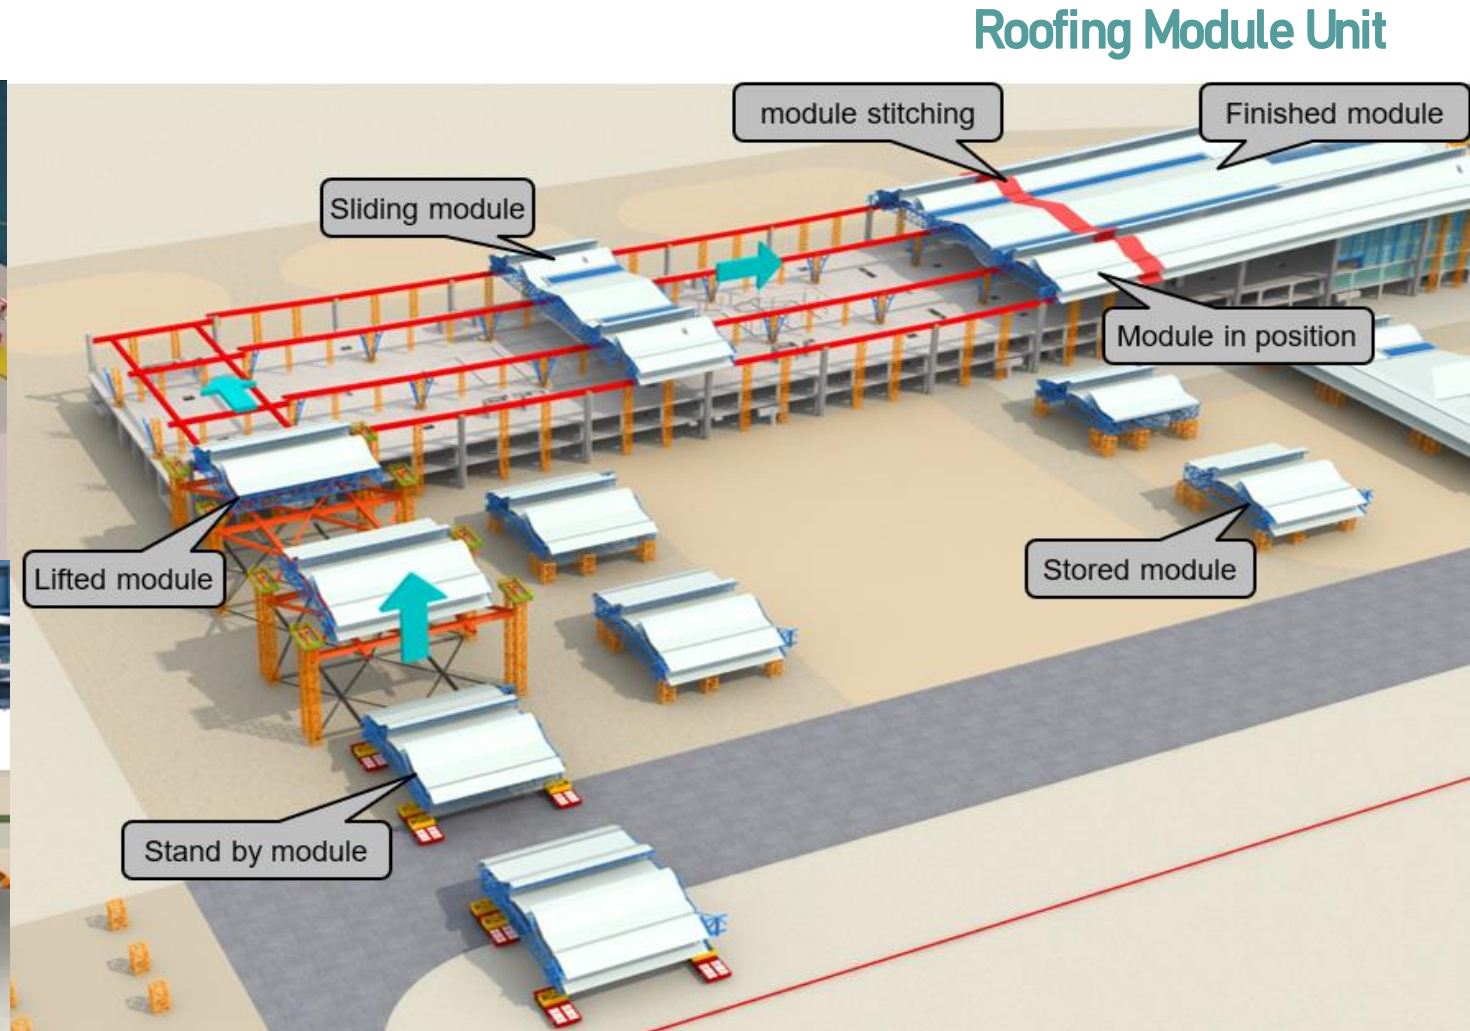 Roofing Module Unit
module stitching
Finished module
Sliding module
Module in position
Lifted module
Stored module
Stand by module